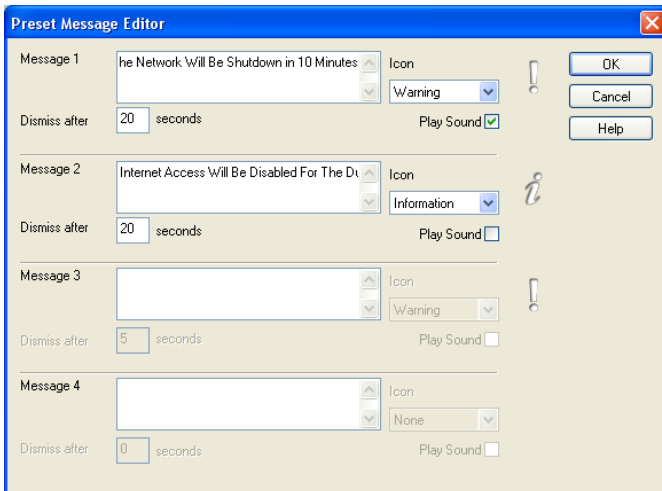 Preset Message Editor
Message 1
he Network Will Be Shutdown in 10 Minutes
Icon
Warning
OK
Cancel
Help
Dismiss after 20 seconds
Play Sound
Message 2
Internet Access Will Be Disabled For The
Icon
Information
Dismiss after 20 seconds
Play Sound
Message 3
Icon
Warning
Dismiss after 5 seconds
Play Sound
Message 4
Icon
None
Dismiss after 0 seconds
Play Sound